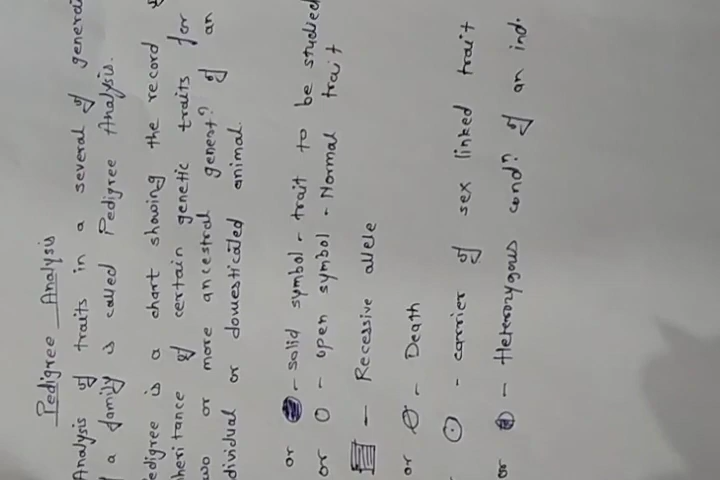 Pedigree Analysis
Analysis of traits in a several of generati
f a family is called Pedigree Analysis.
edigree is a chart showing the record
nheritance of certain genetic traits for
wo or more ancestral genest? of an
dividual or domesticated animal.
or - solid symbol - trait to be studied
or - open symbol - Normal trait
- Recessive allele
or - Death
- carrier of sex linked trait
or - Heterozygous condn of an ind.